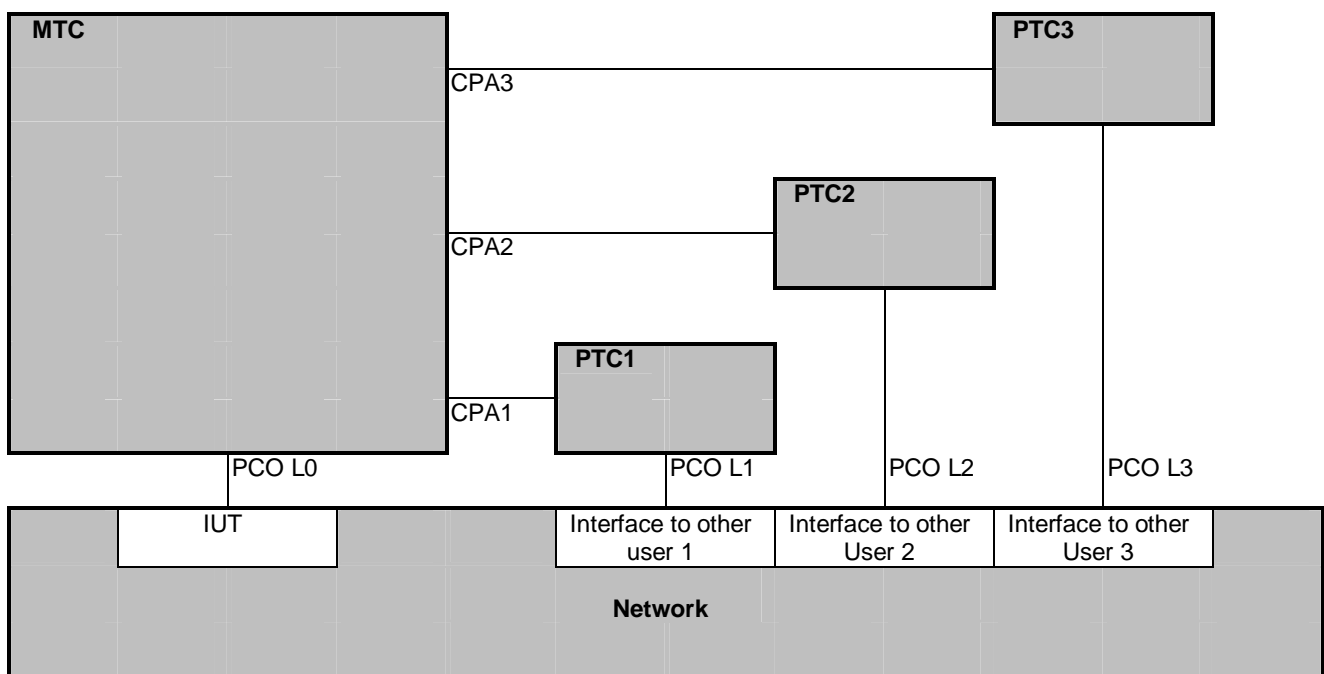 MTC
PTC3
CPA3
PTC2
CPA2
PTC1
CPA1
PCO L0
PCO L1
PCO L2
PCO L3
IUT
Interface to other
user 1
Interface to other
User 2
Interface to other
User 3
Network